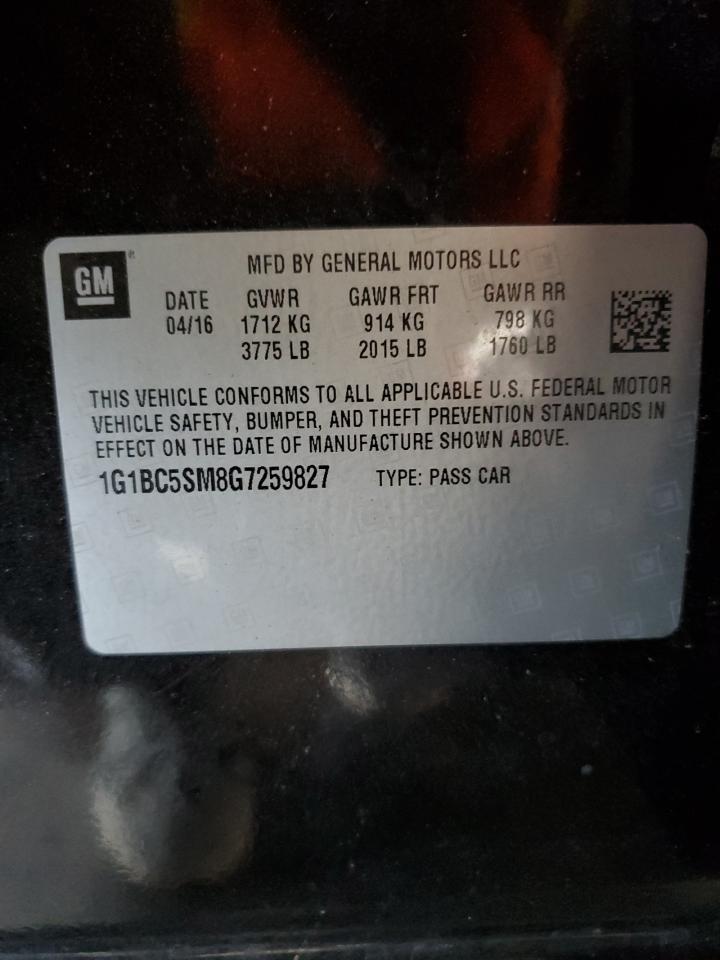 GM®
MFD BY GENERAL MOTORS LLC
DATE GVWR GAWR FRT GAWR RR
04/16 1712 KG 914 KG 798 KG
3775 LB 2015 LB 1760 LB
THIS VEHICLE CONFORMS TO ALL APPLICABLE U.S. FEDERAL MOTOR
VEHICLE SAFETY, BUMPER, AND THEFT PREVENTION STANDARDS IN
EFFECT ON THE DATE OF MANUFACTURE SHOWN ABOVE.
1G1BC5SM8G7259827 TYPE: PASS CAR